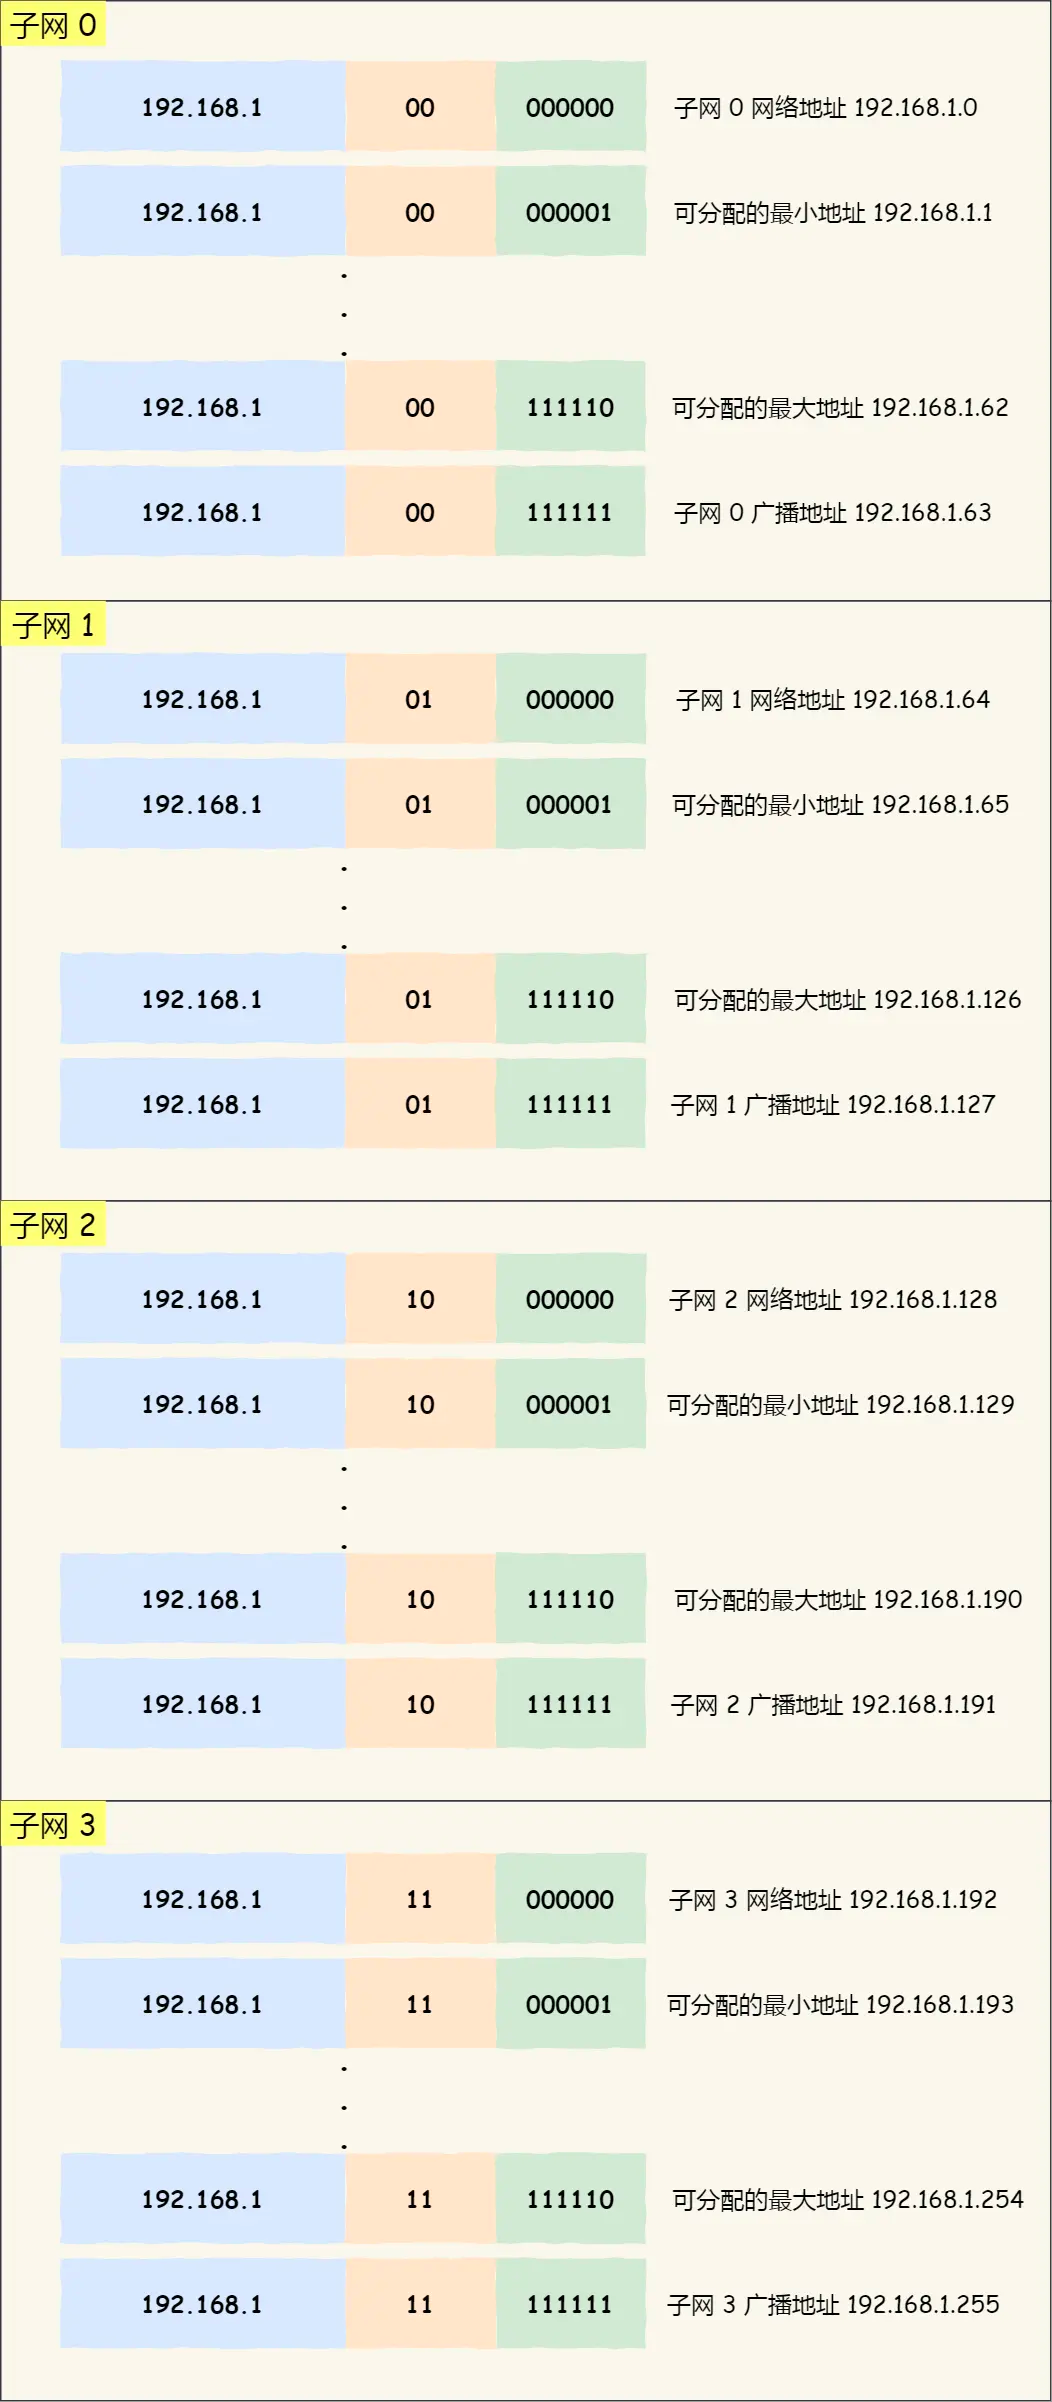 子网 0
192.168.1 00 000000 子网 0 网络地址 192.168.1.0
192.168.1 00 000001 可分配的最小地址 192.168.1.1
192.168.1 00 111110 可分配的最大地址 192.168.1.62
192.168.1 00 111111 子网 0 广播地址 192.168.1.63
子网 1
192.168.1 01 000000 子网 1 网络地址 192.168.1.64
192.168.1 01 000001 可分配的最小地址 192.168.1.65
192.168.1 01 111110 可分配的最大地址 192.168.1.126
192.168.1 01 111111 子网 1 广播地址 192.168.1.127
子网 2
192.168.1 10 000000 子网 2 网络地址 192.168.1.128
192.168.1 10 000001 可分配的最小地址 192.168.1.129
192.168.1 10 111110 可分配的最大地址 192.168.1.190
192.168.1 10 111111 子网 2 广播地址 192.168.1.191
子网 3
192.168.1 11 000000 子网 3 网络地址 192.168.1.192
192.168.1 11 000001 可分配的最小地址 192.168.1.193
192.168.1 11 111110 可分配的最大地址 192.168.1.254
192.168.1 11 111111 子网 3 广播地址 192.168.1.255